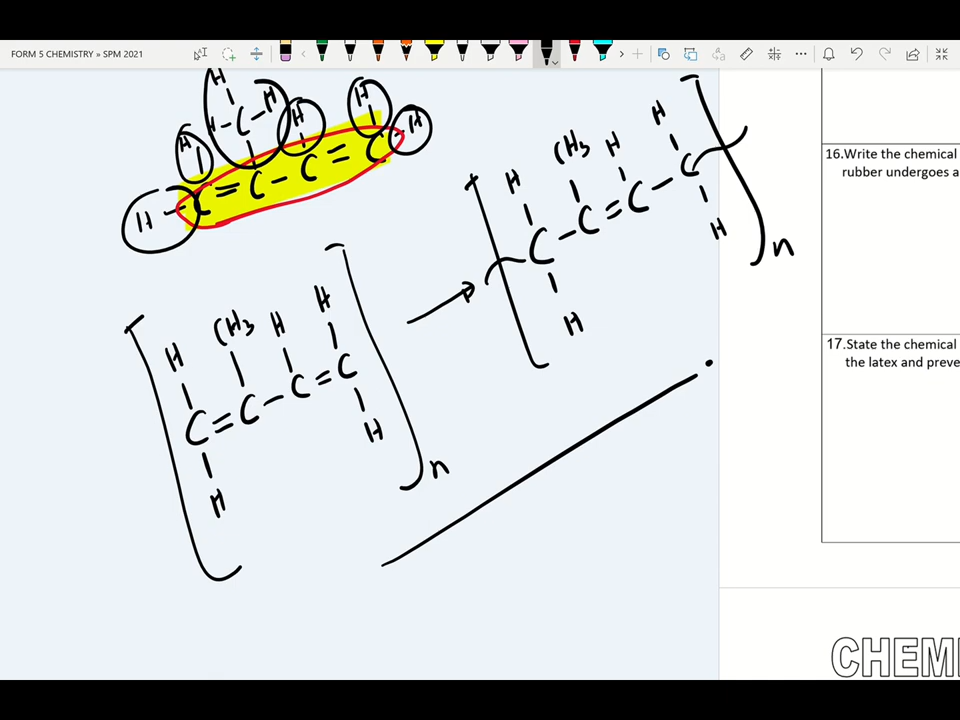 FORM 5 CHEMISTRY » SPM 2021
H
H - C - H
H H H H
H - C = C - C = C
H CH3 H H
C - C = C - C
H H
n
16.Write the chemical
rubber undergoes a
H CH3 H H
C = C - C = C
H H
n
17.State the chemical
the latex and preve
CHEM